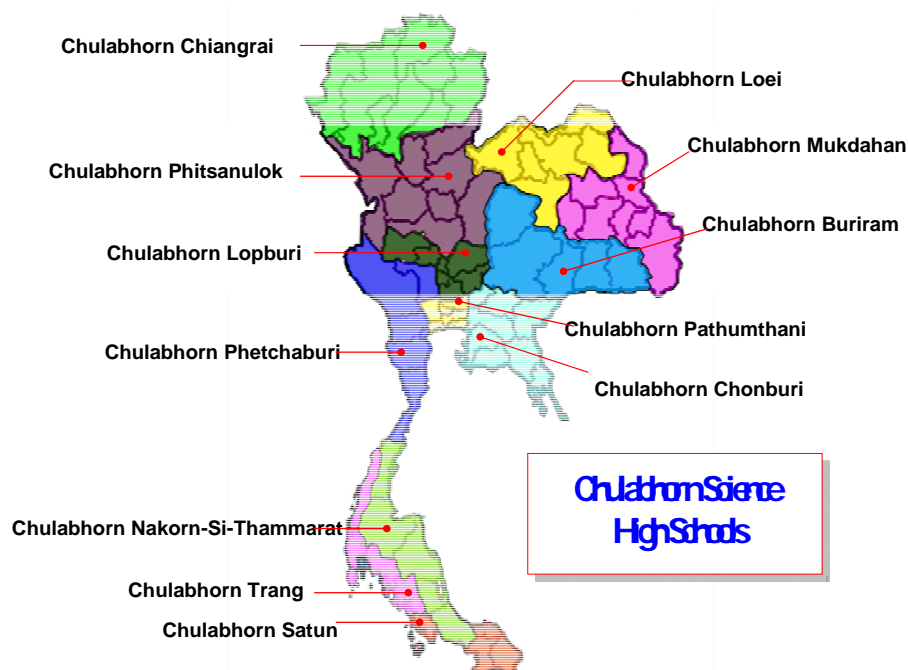 Chulabhorn Chiangrai
Chulabhorn Loei
Chulabhorn Mukdahan
Chulabhorn Phitsanulok
Chulabhorn Buriram
Chulabhorn Lopburi
Chulabhorn Pathumthani
Chulabhorn Phetchaburi
Chulabhorn Chonburi
Chulabhorn Science
High Schools
Chulabhorn Nakorn-Si-Thammarat
Chulabhorn Trang
Chulabhorn Satun